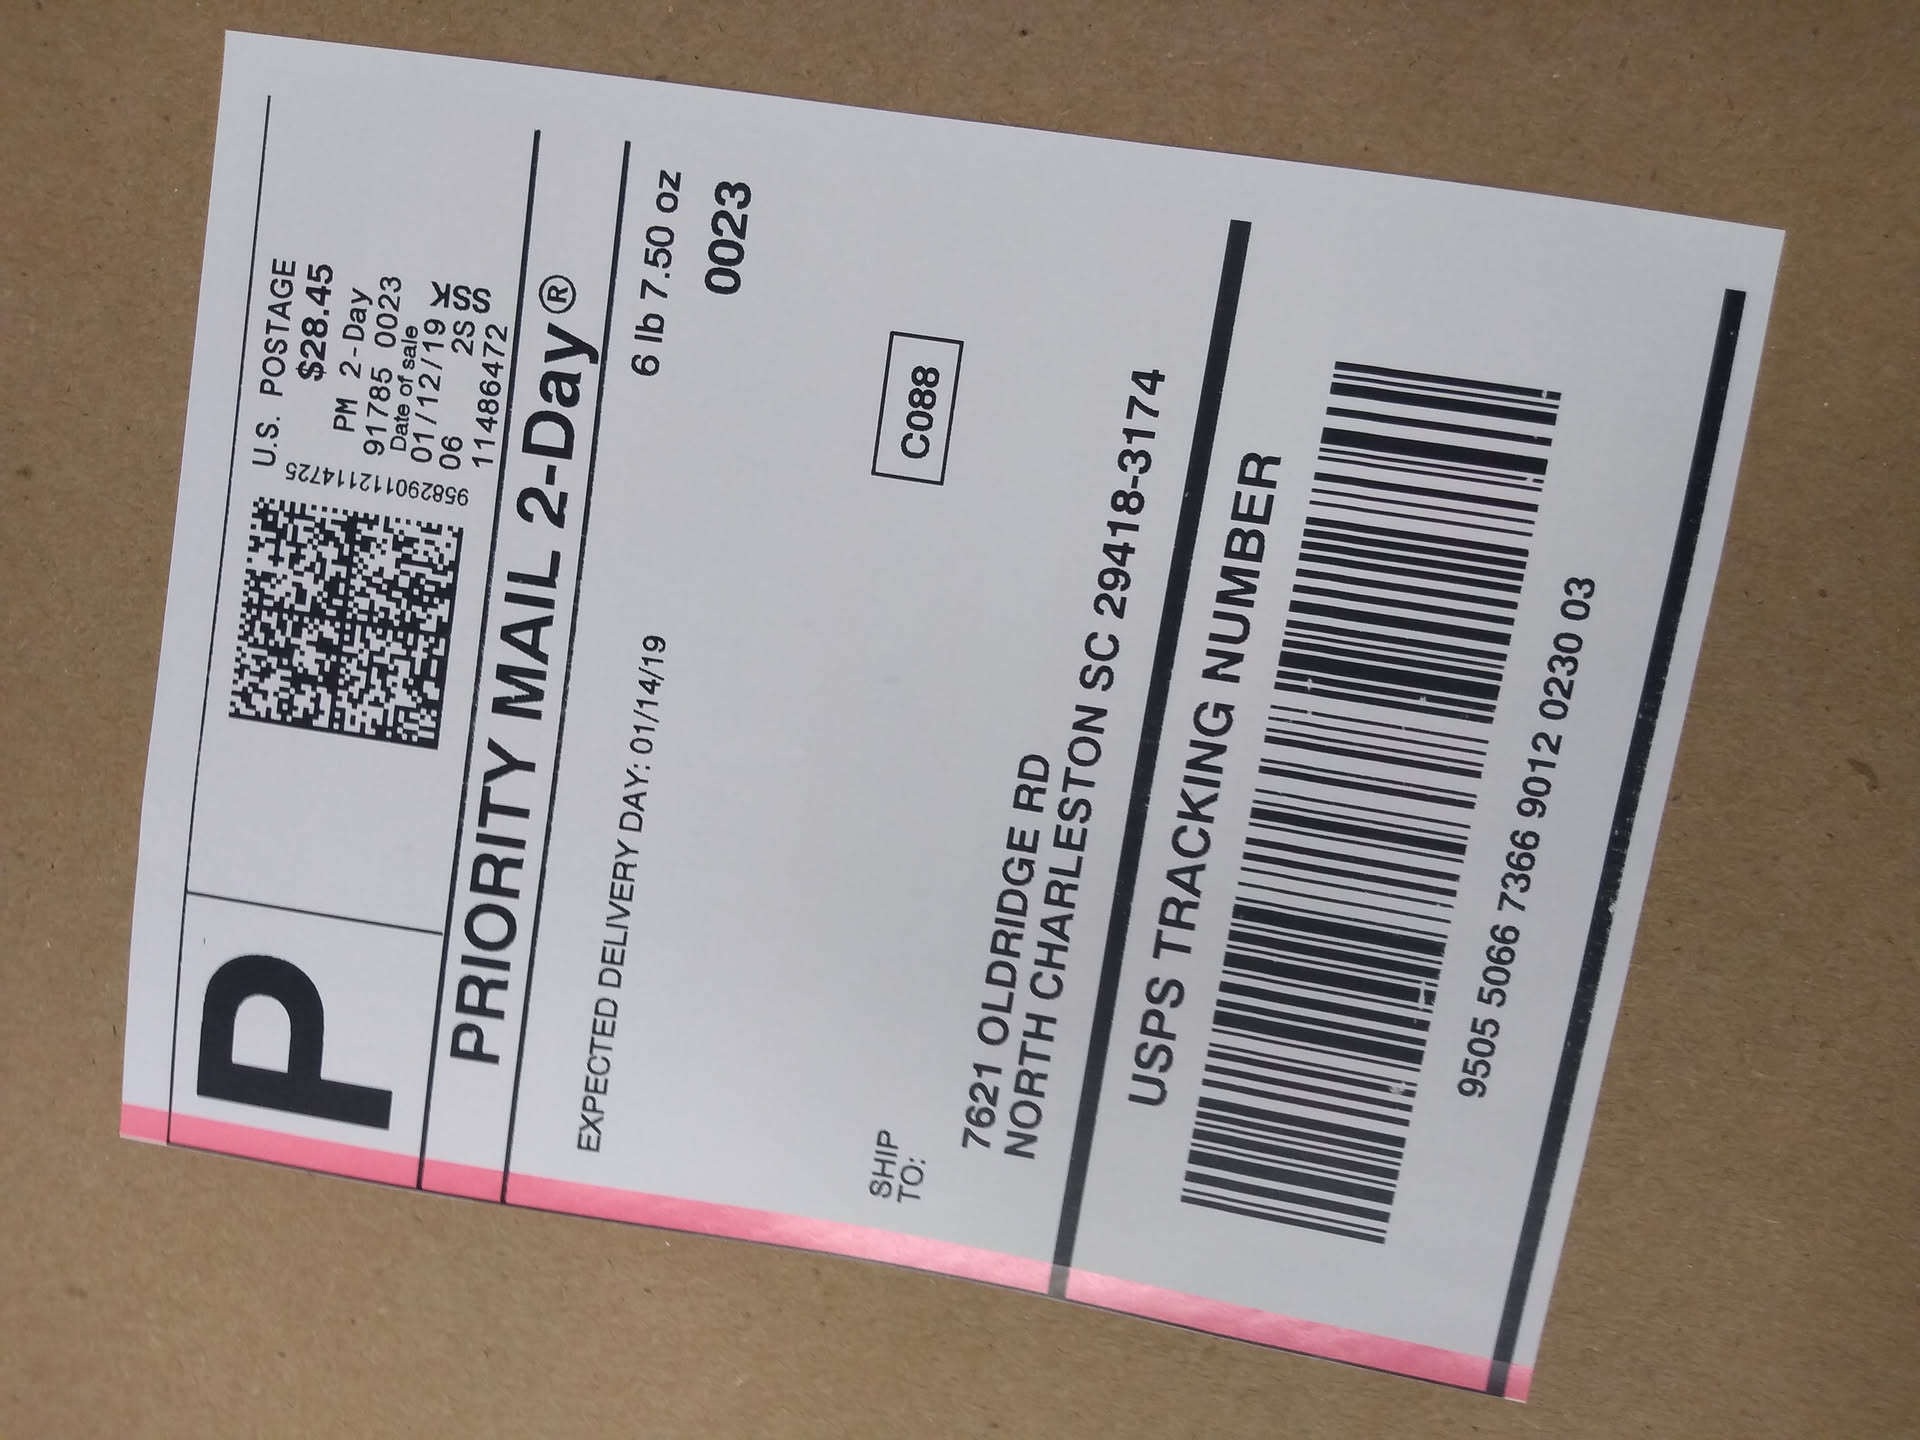 P
U.S. POSTAGE
$28.45
PM 2-Day
91785 0023
Date of sale
01/12/19
06 2S
11486472
958290112114725
PRIORITY MAIL 2-Day®
EXPECTED DELIVERY DAY: 01/14/19
6 lb 7.50 oz
0023
C088
SHIP
TO:
7621 OLDRIDGE RD
NORTH CHARLESTON SC 29418-3174
USPS TRACKING NUMBER
9505 5066 7366 9012 0230 03